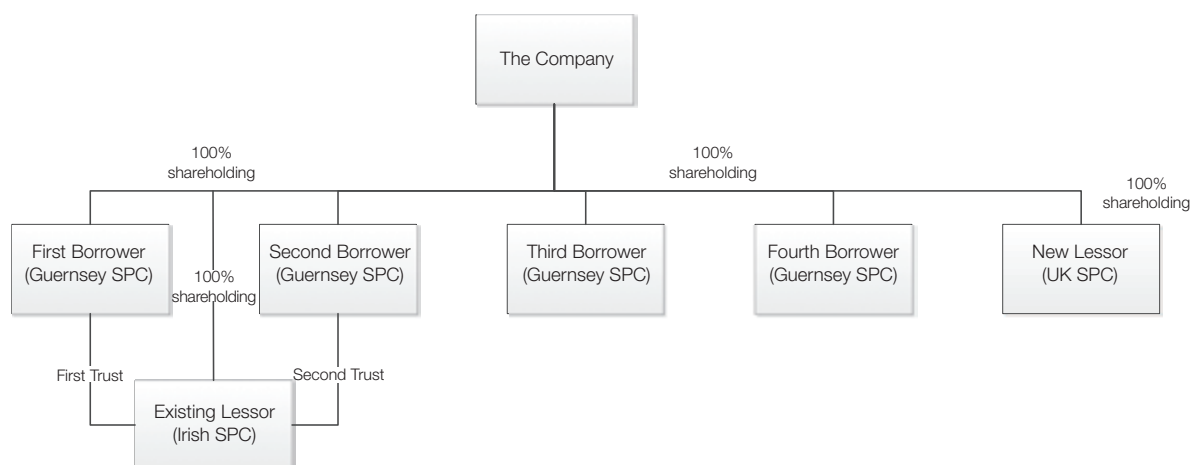 The Company
100%
shareholding
100%
shareholding
100%
shareholding
First Borrower
(Guernsey SPC)
100%
shareholding
Second Borrower
(Guernsey SPC)
Third Borrower
(Guernsey SPC)
Fourth Borrower
(Guernsey SPC)
New Lessor
(UK SPC)
First Trust
Second Trust
Existing Lessor
(Irish SPC)